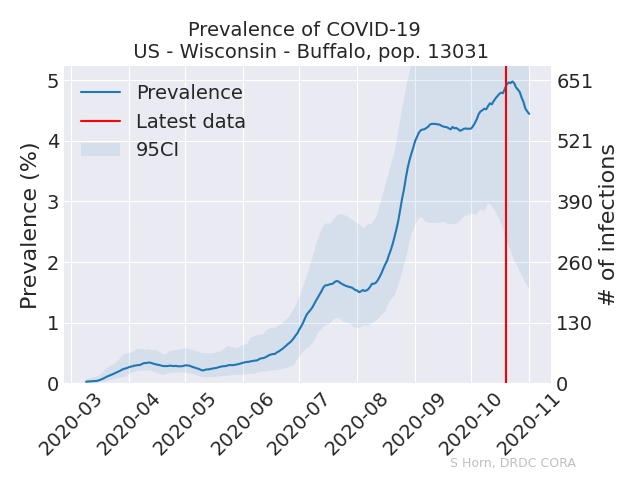 Prevalence of COVID-19
US - Wisconsin - Buffalo, pop. 13031
Prevalence
Latest data
95CI
Prevalence (%)
5
4
3
2
1
0
651
521
390
260
130
0
# of infections
2020-03
2020-04
2020-05
2020-06
2020-07
2020-08
2020-09
2020-10
2020-11
S Horn, DRDC CORA